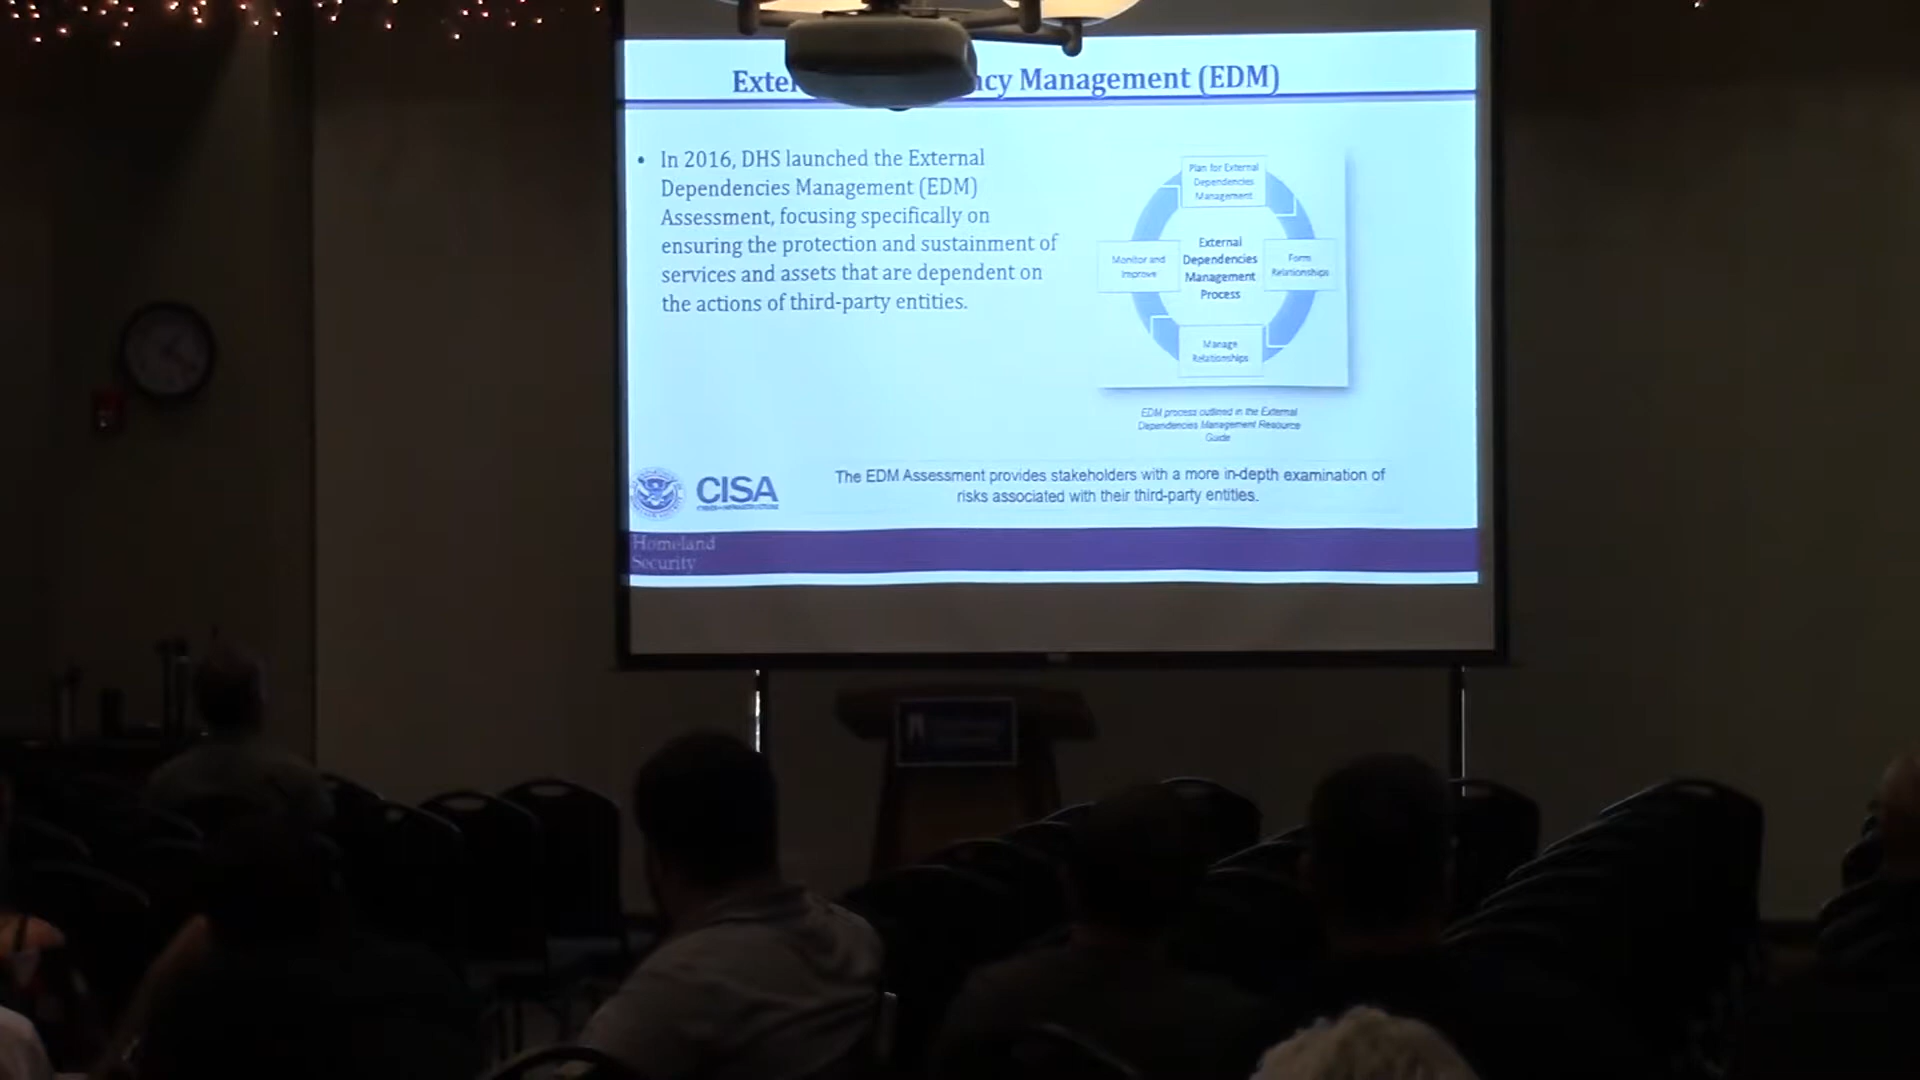 Exte ncy Management (EDM)
• In 2016, DHS launched the External
Dependencies Management (EDM)
Assessment, focusing specifically on
ensuring the protection and sustainment of
services and assets that are dependent on
the actions of third-party entities.
Plan for External
Dependencies
Management
Monitor and
Improve
External
Dependencies
Management
Process
Form
Relationships
Manage
Relationships
EDM process outlined in the External
Dependencies Management Resource
Guide
CISA
The EDM Assessment provides stakeholders with a more in-depth examination of
risks associated with their third-party entities.
Homeland
Security